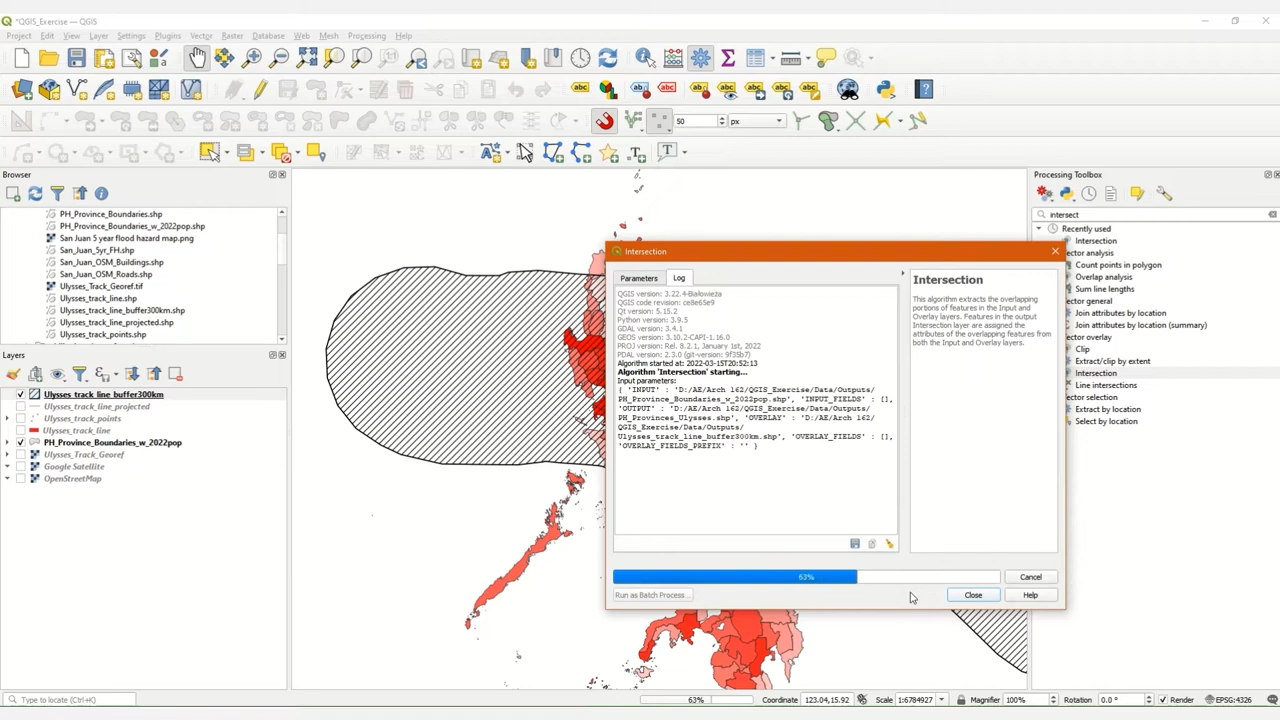 *QGIS_Exercise — QGIS
Project Edit View Layer Settings Plugins Vector Raster Database Web Mesh Processing Help
50 px
Browser
PH_Province_Boundaries.shp
PH_Province_Boundaries_w_2022pop.shp
San Juan 5 year flood hazard map.png
San_Juan_5yr_FH.shp
San_Juan_OSM_Buildings.shp
San_Juan_OSM_Roads.shp
Ulysses_Track_Georef.tif
Ulysses_track_line.shp
Ulysses_track_line_buffer300km.shp
Ulysses_track_line_projected.shp
Ulysses_track_points.shp
Layers
Ulysses_track_line_buffer300km
Ulysses_track_line_projected
Ulysses_track_points
Ulysses_track_line
PH_Province_Boundaries_w_2022pop
Ulysses_Track_Georef
Google Satellite
OpenStreetMap
Intersection
Parameters Log
QGIS version: 3.22.4-Białowieża
QGIS code revision: ce8e65e9
Qt version: 5.15.2
Python version: 3.9.5
GDAL version: 3.4.1
GEOS version: 3.10.2-CAPI-1.16.0
PROJ version: Rel. 8.2.1, January 1st, 2022
PDAL version: 2.3.0 (git-version: 9f35b7)
Algorithm started at: 2022-03-15T20:52:13
Algorithm 'Intersection' starting…
Input parameters:
{ 'INPUT' : 'D:/AE/Arch 162/QGIS_Exercise/Data/Outputs/
PH_Province_Boundaries_w_2022pop.shp', 'INPUT_FIELDS' : [],
'OUTPUT' : 'D:/AE/Arch 162/QGIS_Exercise/Data/Outputs/
PH_Provinces_Ulysses.shp', 'OVERLAY' : 'D:/AE/Arch 162/
QGIS_Exercise/Data/Outputs/
Ulysses_track_line_buffer300km.shp', 'OVERLAY_FIELDS' : [],
'OVERLAY_FIELDS_PREFIX' : '' }
63%
Cancel
Run as Batch Process…
Close
Help
Intersection
This algorithm extracts the overlapping
portions of features in the Input and
Overlay layers. Features in the output
Intersection layer are assigned the
attributes of the overlapping features from
both the Input and Overlay layers.
Processing Toolbox
intersect
Recently used
Intersection
ector analysis
Count points in polygon
Overlap analysis
Sum line lengths
ector general
Join attributes by location
Join attributes by location (summary)
ector overlay
Clip
Extract/clip by extent
Intersection
Line intersections
ector selection
Extract by location
Select by location
Type to locate (Ctrl+K)
63%
Coordinate 123.04,15.92
Scale 1:6784927
Magnifier 100%
Rotation 0.0 °
Render
EPSG:4326